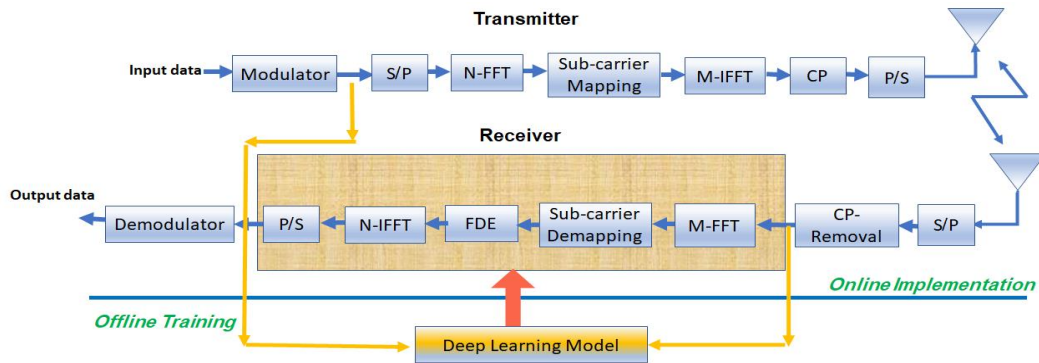 Transmitter
Input data
Modulator
S/P
N-FFT
Sub-carrier
Mapping
M-IFFT
CP
P/S
Receiver
Output data
Demodulator
P/S
N-IFFT
FDE
Sub-carrier
Demapping
M-FFT
CP-
Removal
S/P
Online Implementation
Offline Training
Deep Learning Model